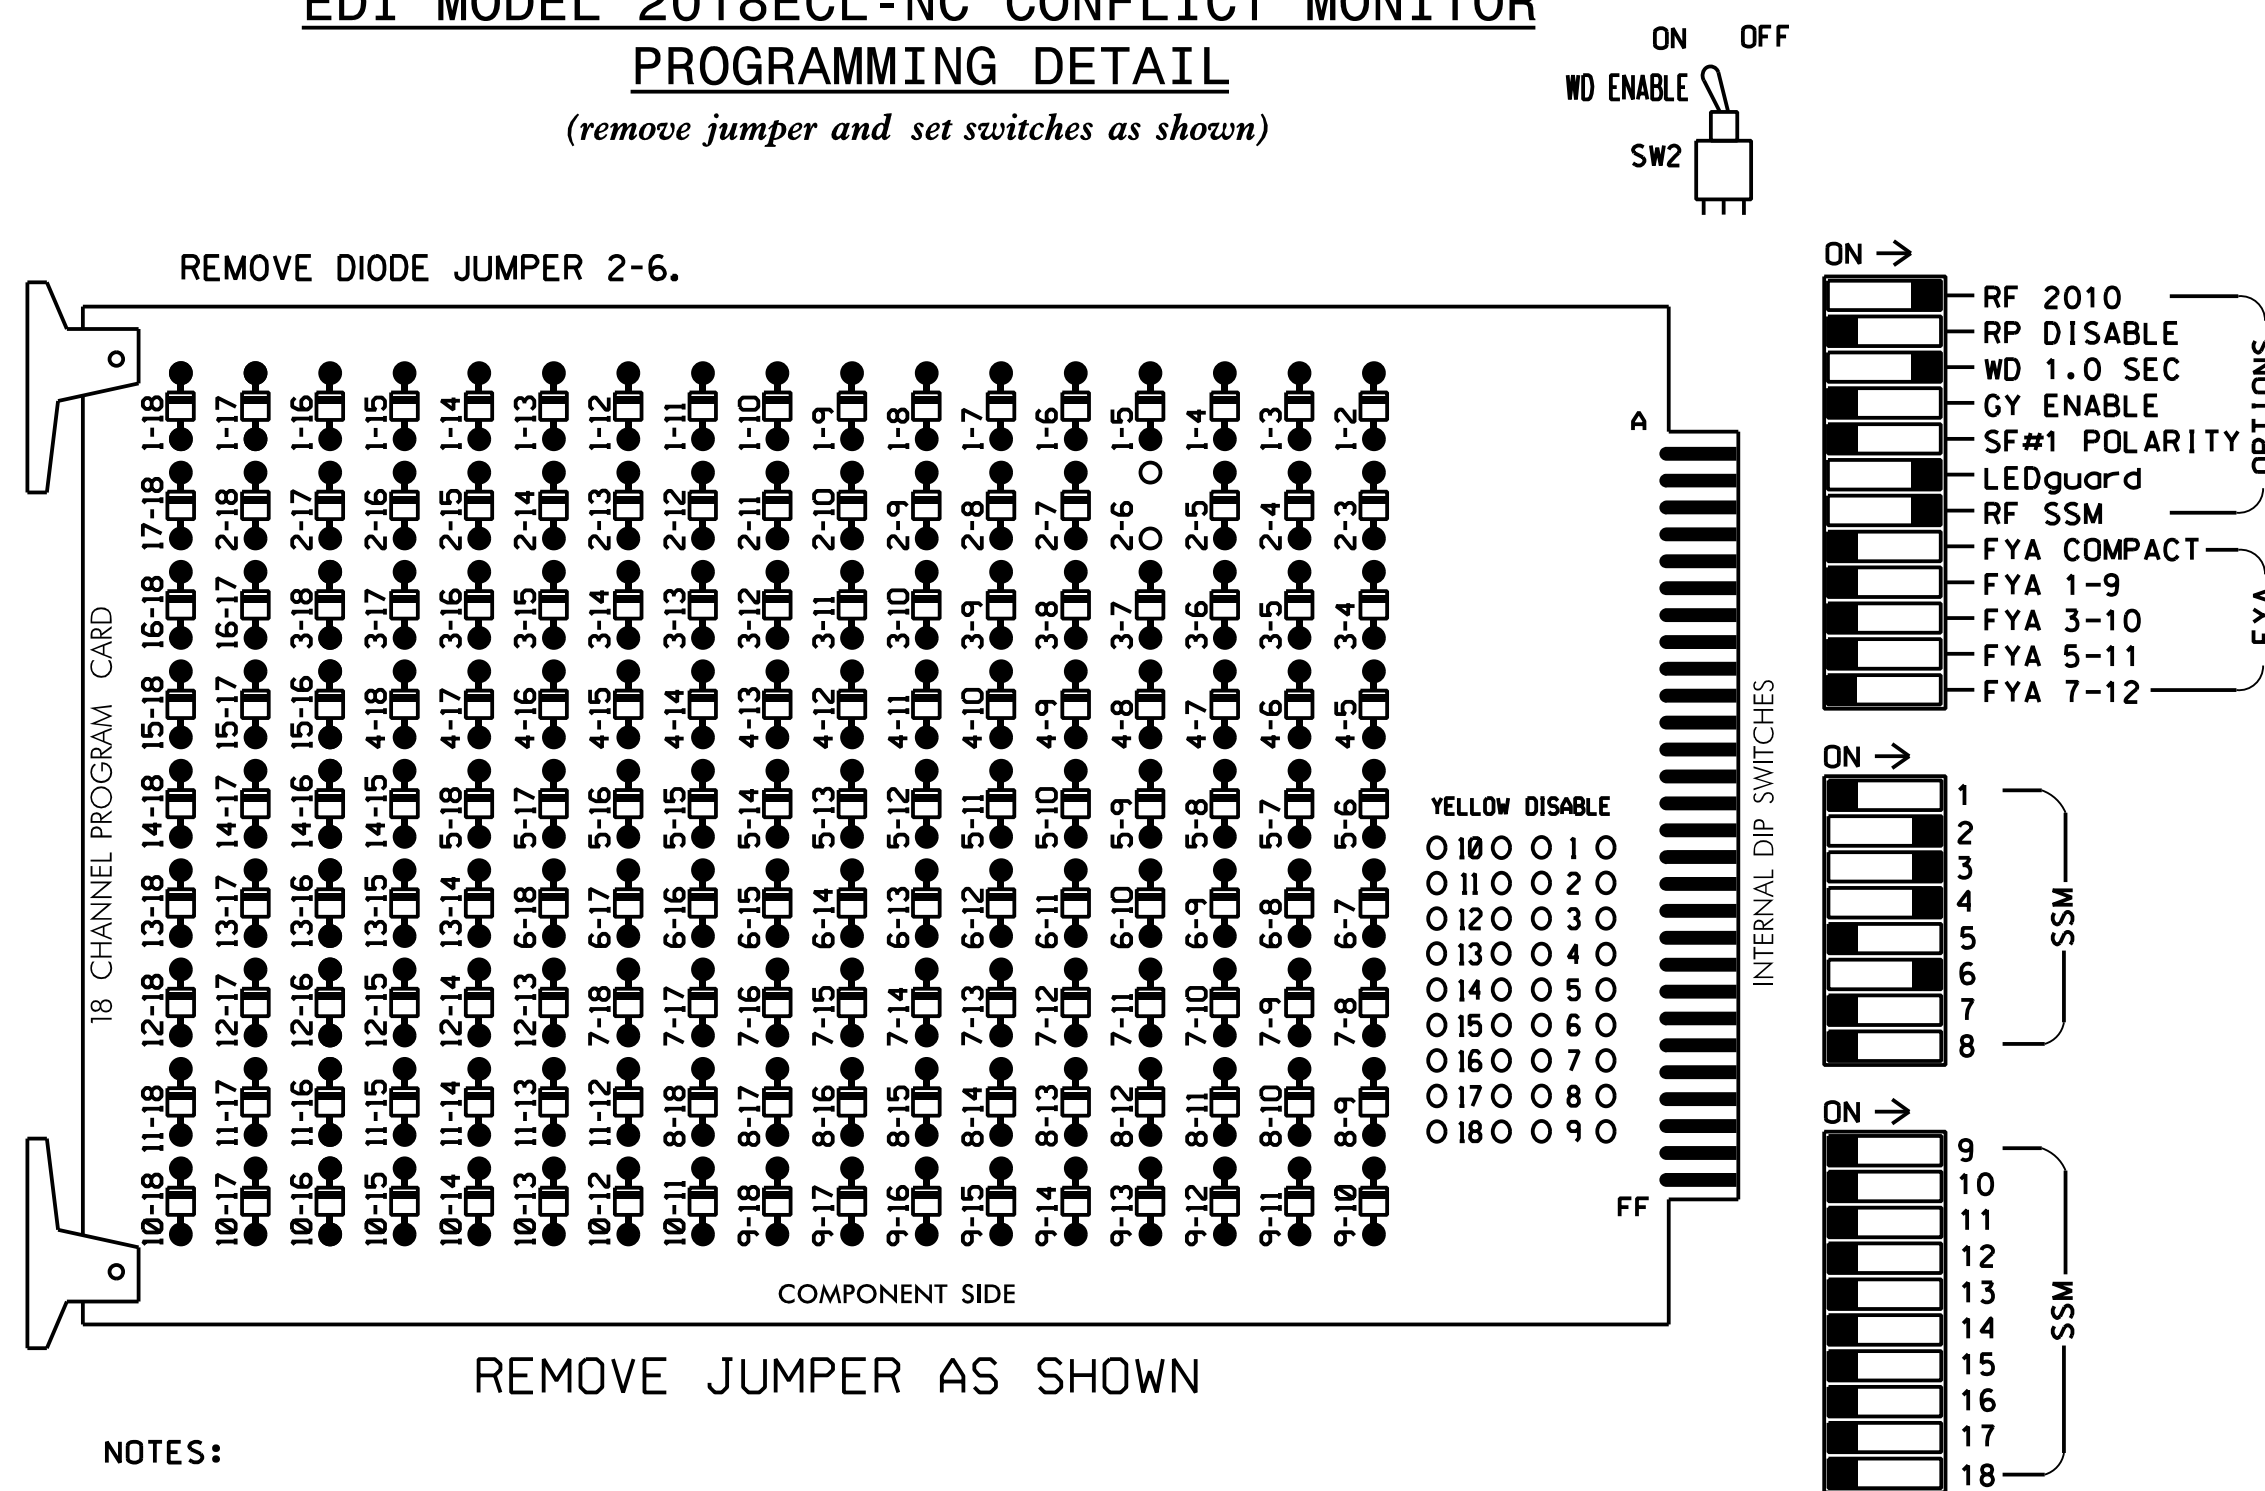 EDI MODEL 2018ECL-NC CONFLICT MONITOR
PROGRAMMING DETAIL
(remove jumper and set switches as shown)
ON OFF
WD ENABLE
SW2
REMOVE DIODE JUMPER 2-6.
1-18 1-17 1-16 1-15 1-14 1-13 1-12 1-11 1-10 1-9 1-8 1-7 1-6 1-5 1-4 1-3 1-2
17-18 2-18 2-17 2-16 2-15 2-14 2-13 2-12 2-11 2-10 2-9 2-8 2-7 2-6 2-5 2-4 2-3
16-18 16-17 3-18 3-17 3-16 3-15 3-14 3-13 3-12 3-11 3-10 3-9 3-8 3-7 3-6 3-5 3-4
15-18 15-17 15-16 4-18 4-17 4-16 4-15 4-14 4-13 4-12 4-11 4-10 4-9 4-8 4-7 4-6 4-5
14-18 14-17 14-16 14-15 5-18 5-17 5-16 5-15 5-14 5-13 5-12 5-11 5-10 5-9 5-8 5-7 5-6
13-18 13-17 13-16 13-15 13-14 6-18 6-17 6-16 6-15 6-14 6-13 6-12 6-11 6-10 6-9 6-8 6-7
12-18 12-17 12-16 12-15 12-14 12-13 7-18 7-17 7-16 7-15 7-14 7-13 7-12 7-11 7-10 7-9 7-8
11-18 11-17 11-16 11-15 11-14 11-13 11-12 8-18 8-17 8-16 8-15 8-14 8-13 8-12 8-11 8-10 8-9
10-18 10-17 10-16 10-15 10-14 10-13 10-12 10-11 9-18 9-17 9-16 9-15 9-14 9-13 9-12 9-11 9-10
18 CHANNEL PROGRAM CARD
YELLOW DISABLE
10 1
11 2
12 3
13 4
14 5
15 6
16 7
17 8
18 9
A
FF
COMPONENT SIDE
REMOVE JUMPER AS SHOWN
NOTES:
INTERNAL DIP SWITCHES
ON
RF 2010
RP DISABLE
WD 1.0 SEC
GY ENABLE
SF#1 POLARITY
LEDguard
RF SSM
FYA COMPACT
FYA 1-9
FYA 3-10
FYA 5-11
FYA 7-12
OPTIONS
FYA
ON
1
2
3
4
5
6
7
8
SSM
ON
9
10
11
12
13
14
15
16
17
18
SSM